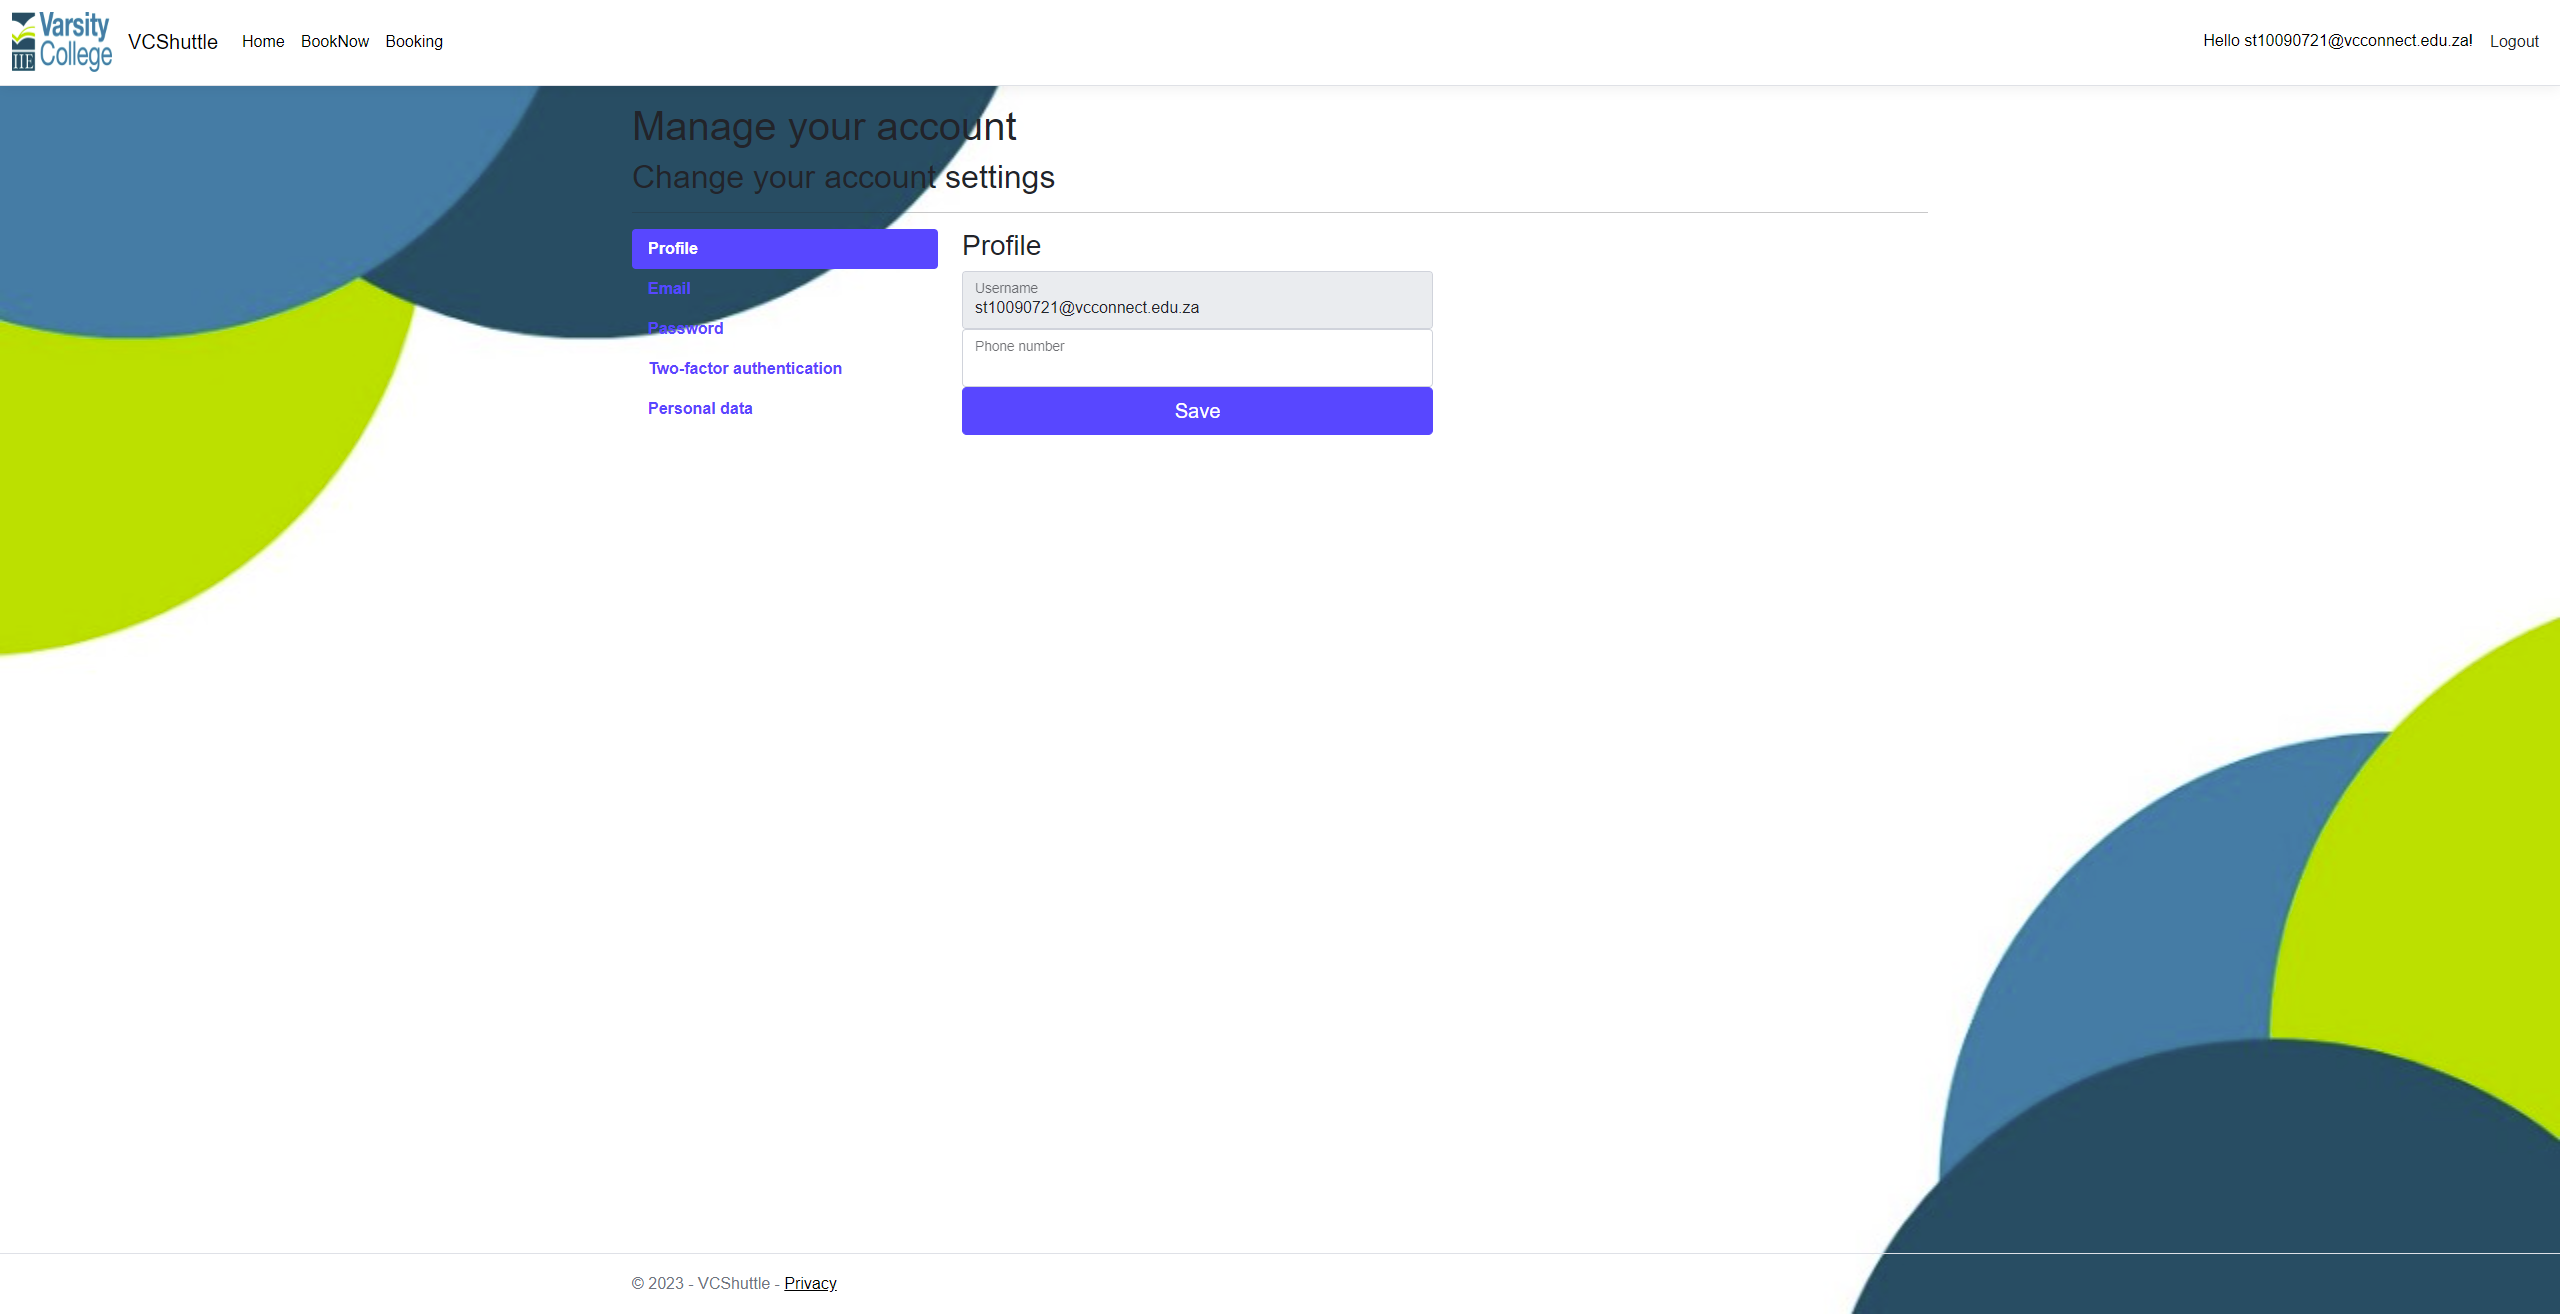 Varsity
College
IIE
VCShuttle Home BookNow Booking
Hello st10090721@vcconnect.edu.za! Logout
Manage your account
Change your account settings
Profile
Email
Password
Two-factor authentication
Personal data
Profile
Username
st10090721@vcconnect.edu.za
Phone number
Save
© 2023 - VCShuttle - Privacy